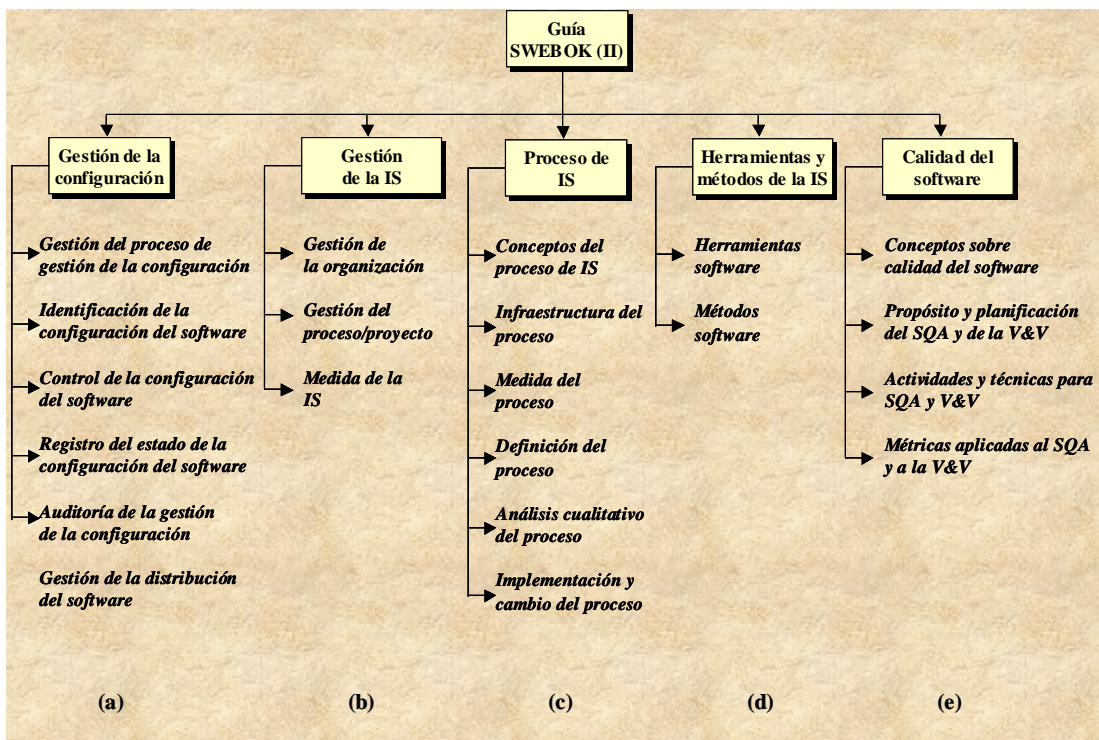 Guía
SWEBOK (II)
Gestión de la
configuración
Gestión del proceso de
gestión de la configuración
Identificación de la
configuración del software
Control de la configuración
del software
Registro del estado de la
configuración del software
Auditoría de la gestión
de la configuración
Gestión de la distribución
del software
(a)
Gestión
de la IS
Gestión de
la organización
Gestión del
proceso/proyecto
Medida de la
IS
(b)
Proceso de
IS
Conceptos del
proceso de IS
Infraestructura del
proceso
Medida del
proceso
Definición del
proceso
Análisis cualitativo
del proceso
Implementación y
cambio del proceso
(c)
Herramientas y
métodos de la IS
Herramientas
software
Métodos
software
(d)
Calidad del
software
Conceptos sobre
calidad del software
Propósito y planificación
del SQA y de la V&V
Actividades y técnicas para
SQA y V&V
Métricas aplicadas al SQA
y a la V&V
(e)